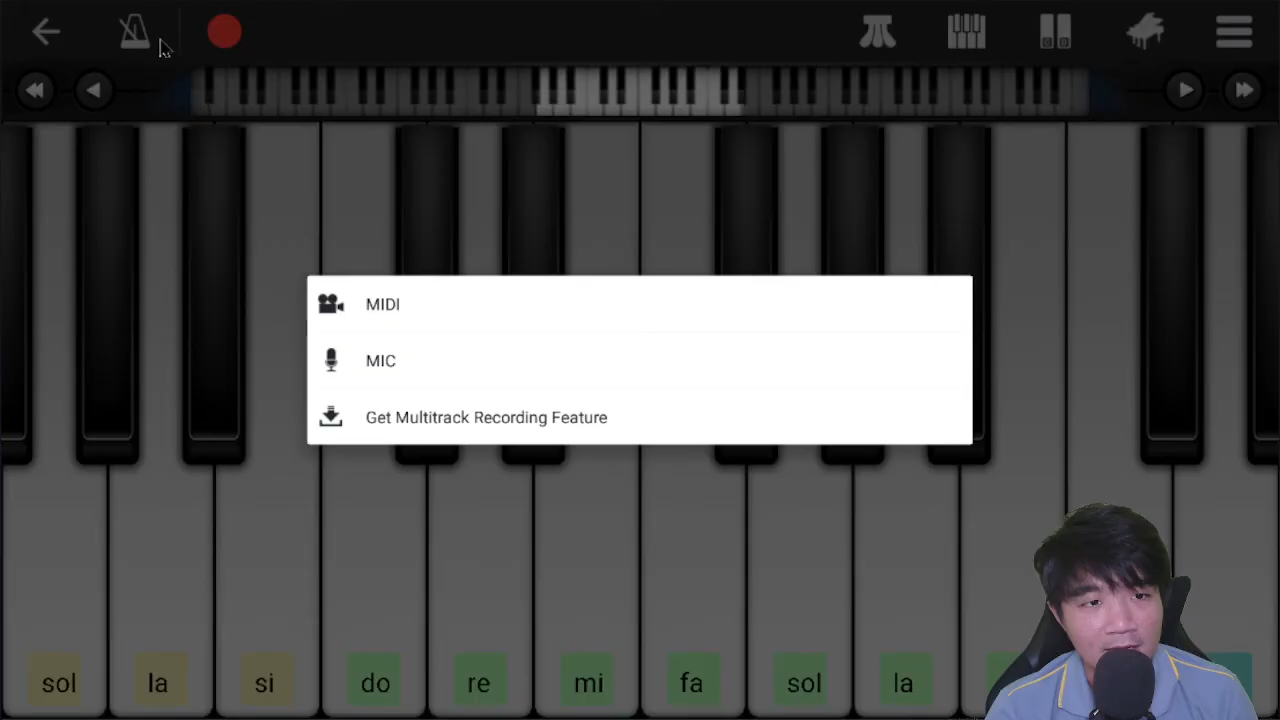 MIDI
MIC
Get Multitrack Recording Feature
sol la si do re mi fa sol la